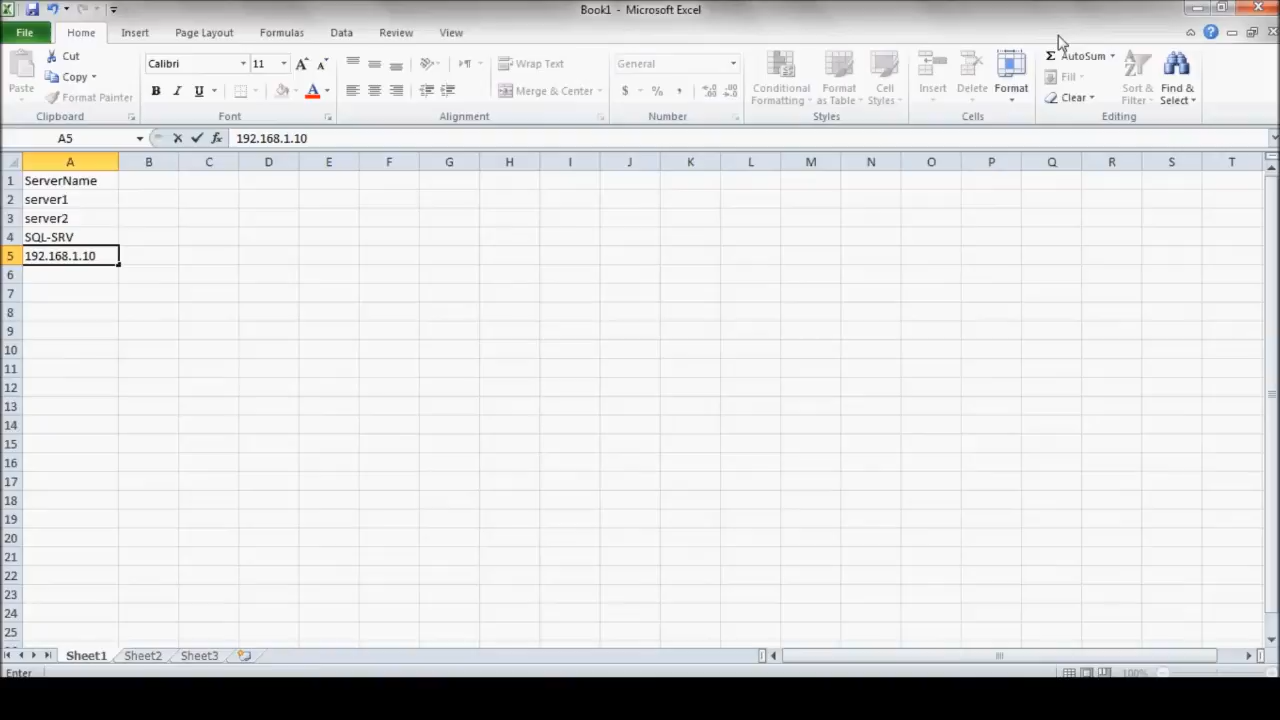 Book1 - Microsoft Excel
File Home Insert Page Layout Formulas Data Review View
Paste Cut Copy Format Painter
Clipboard
Calibri 11
B I U
Font
Wrap Text
Merge & Center
Alignment
General
$ % , .0 .00
Number
Conditional Formatting Format as Table Cell Styles
Styles
Insert Delete Format
Cells
Σ AutoSum
Fill
Clear
Sort & Filter Find & Select
Editing
A5 fx 192.168.1.10
A B C D E F G H I J K L M N O P Q R S T
1 ServerName
2 server1
3 server2
4 SQL-SRV
5 192.168.1.10
6
7
8
9
10
11
12
13
14
15
16
17
18
19
20
21
22
23
24
25
Sheet1 Sheet2 Sheet3
Enter 100%